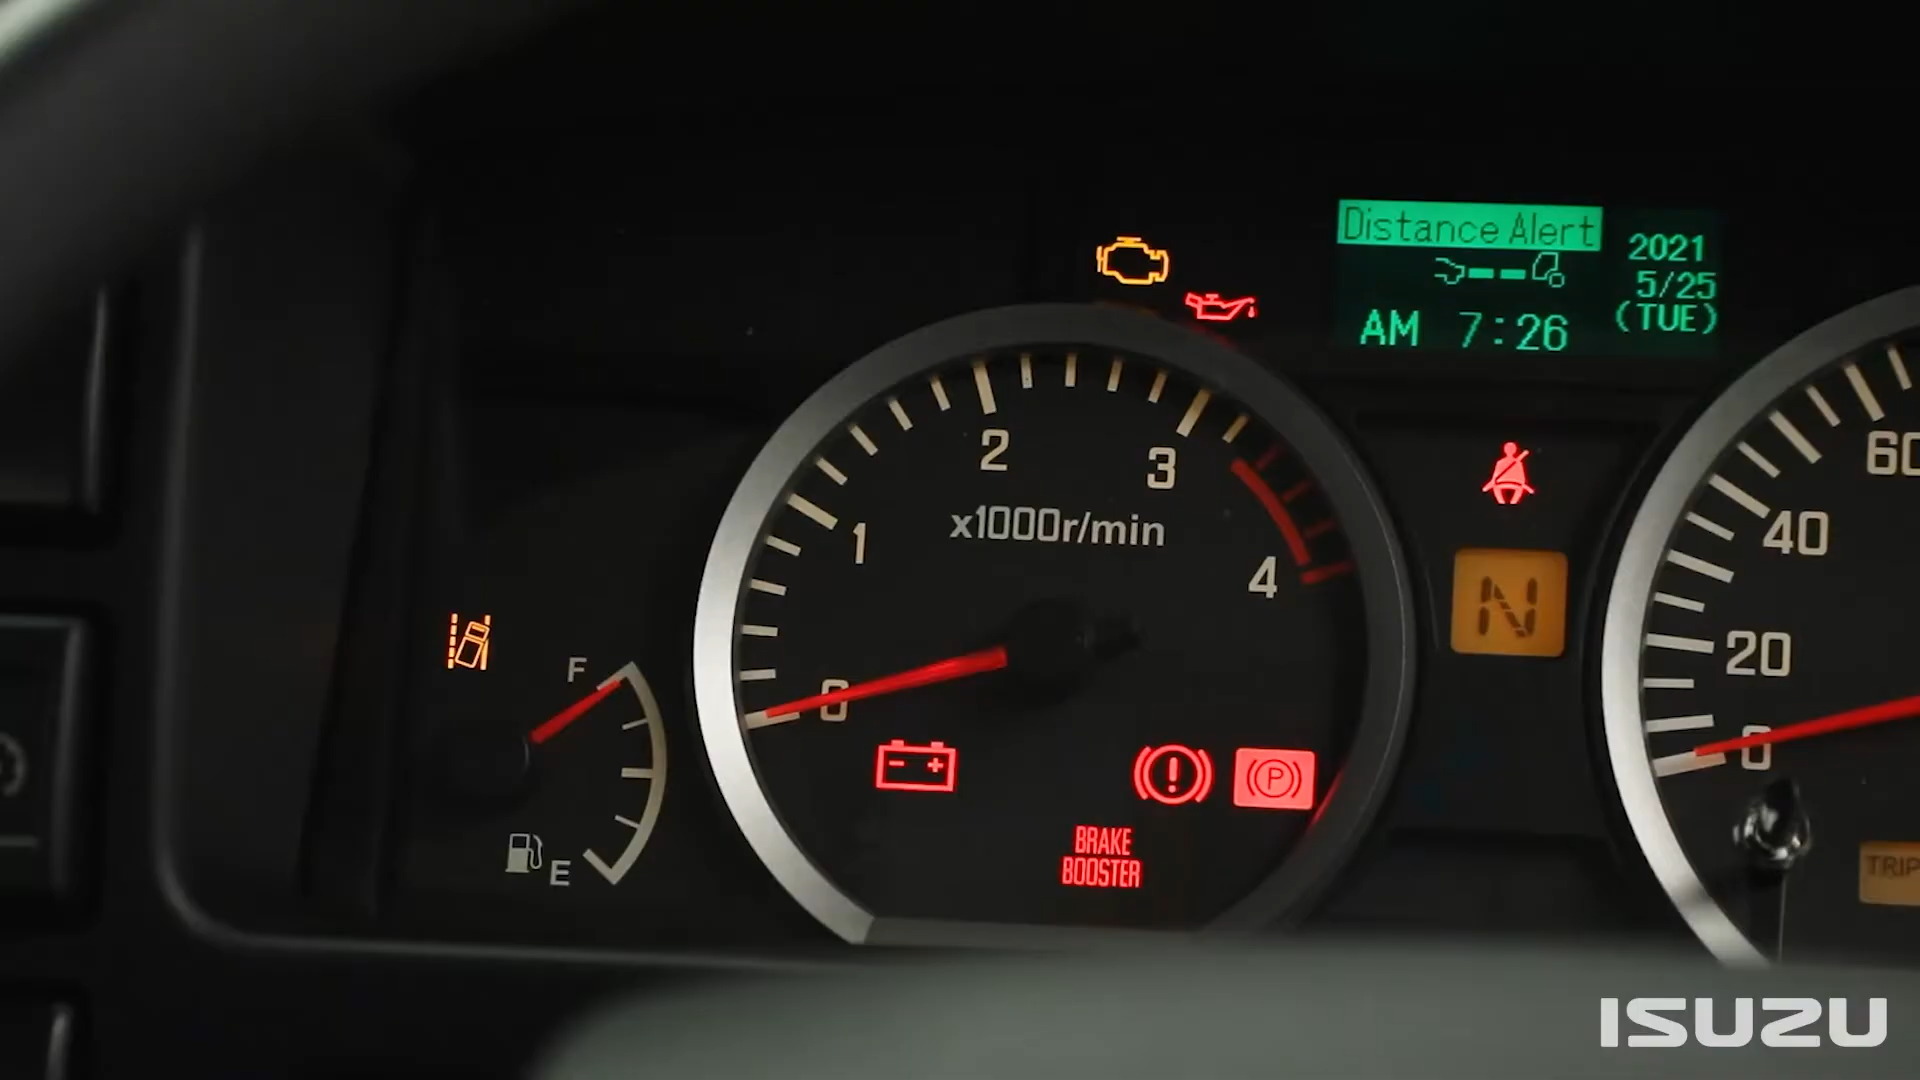 Distance Alert
2021
5/25
(TUE)
AM 7:26
0
1
2
3
4
x1000r/min
F
E
- +
P
BRAKE
BOOSTER
N
0
20
40
60
TRIP
ISUZU